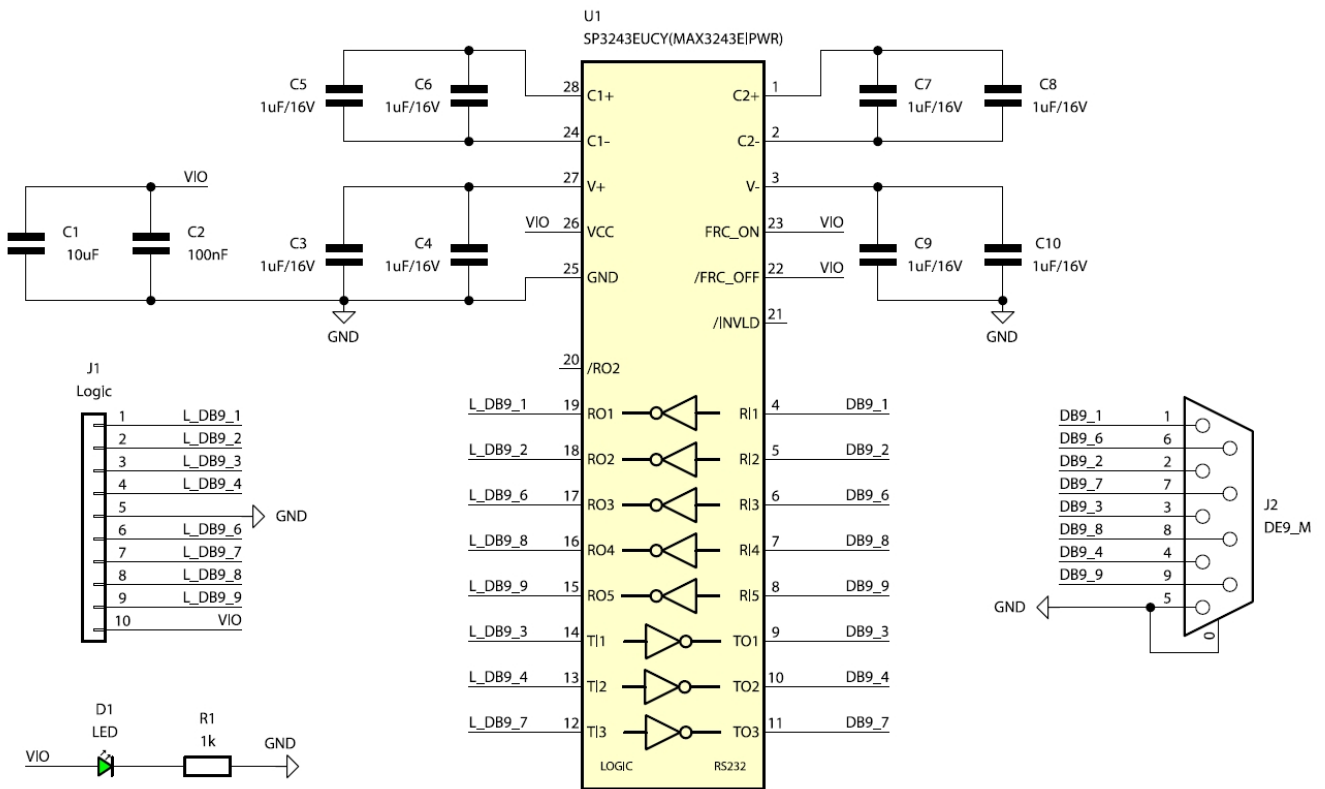 U1
SP3243EUCY(MAX3243E|PWR)
C5
1uF/16V
C6
1uF/16V
28
C1+
24
C1-
27
V+
VIO
26
VCC
25
GND
20
/RO2
C2+
1
C2-
2
V-
3
FRC_ON
23
VIO
/FRC_OFF
22
VIO
/INVLD
21
C7
1uF/16V
C8
1uF/16V
C9
1uF/16V
C10
1uF/16V
GND
VIO
C1
10uF
C2
100nF
C3
1uF/16V
C4
1uF/16V
GND
L_DB9_1 19 RO1 RI1 4 DB9_1
L_DB9_2 18 RO2 RI2 5 DB9_2
L_DB9_6 17 RO3 RI3 6 DB9_6
L_DB9_8 16 RO4 RI4 7 DB9_8
L_DB9_9 15 RO5 RI5 8 DB9_9
L_DB9_3 14 TI1 TO1 9 DB9_3
L_DB9_4 13 TI2 TO2 10 DB9_4
L_DB9_7 12 TI3 TO3 11 DB9_7
LOGIC RS232
J1
Logic
1 L_DB9_1
2 L_DB9_2
3 L_DB9_3
4 L_DB9_4
5 GND
6 L_DB9_6
7 L_DB9_7
8 L_DB9_8
9 L_DB9_9
10 VIO
D1
LED
R1
1k
VIO
GND
DB9_1 1
DB9_6 6
DB9_2 2
DB9_7 7
DB9_3 3
DB9_8 8
DB9_4 4
DB9_9 9
GND 5
0
J2
DE9_M